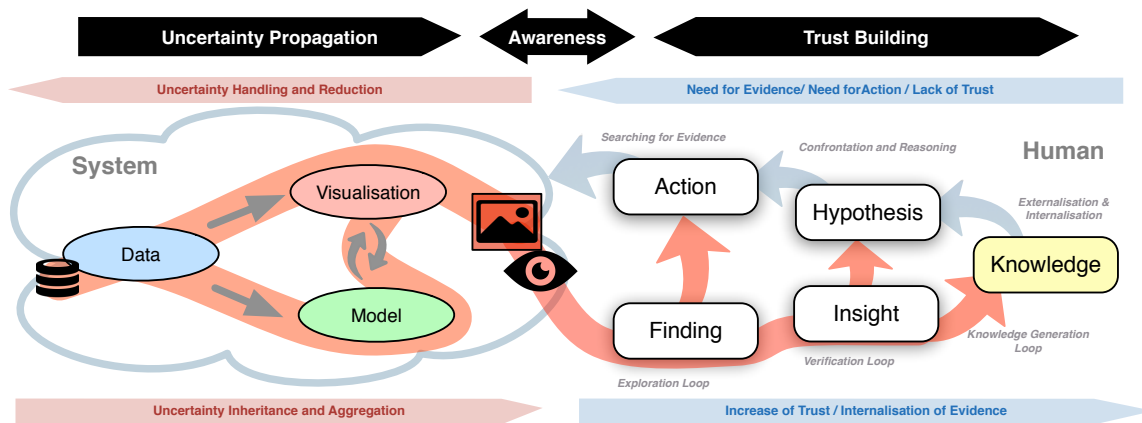 Uncertainty Propagation
Awareness
Trust Building
Uncertainty Handling and Reduction
Need for Evidence/ Need forAction / Lack of Trust
System
Human
Searching for Evidence
Confrontation and Reasoning
Externalisation &
Internalisation
Visualisation
Data
Model
Action
Hypothesis
Knowledge
Finding
Insight
Exploration Loop
Verification Loop
Knowledge Generation
Loop
Uncertainty Inheritance and Aggregation
Increase of Trust / Internalisation of Evidence